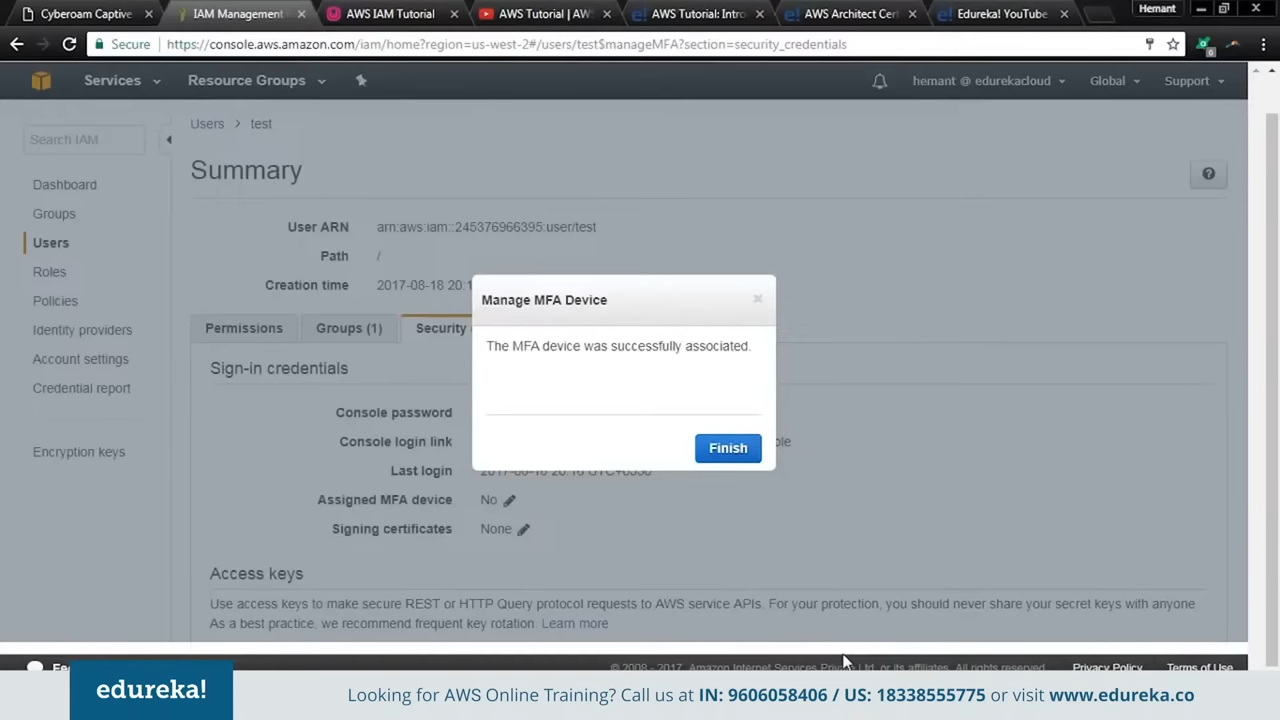 Cyberoam Captive
IAM Management
AWS IAM Tutorial
AWS Tutorial | AWS
AWS Tutorial: Intro
AWS Architect Cert
Edureka! YouTube
Hemant
Secure
https://console.aws.amazon.com/iam/home?region=us-west-2#/users/test$manageMFA?section=security_credentials
Services
Resource Groups
hemant @ edurekacloud
Global
Support
Search IAM
Dashboard
Groups
Users
Roles
Policies
Identity providers
Account settings
Credential report
Encryption keys
Users > test
Summary
User ARN arn:aws:iam::245376966395:user/test
Path /
Creation time 2017-08-18 20:1
Permissions
Groups (1)
Security
Manage MFA Device
The MFA device was successfully associated.
Finish
Sign-in credentials
Console password
Console login link
Last login 2017-08-18 20:16 UTC+0530
Assigned MFA device No
Signing certificates None
Access keys
Use access keys to make secure REST or HTTP Query protocol requests to AWS service APIs. For your protection, you should never share your secret keys with anyone
As a best practice, we recommend frequent key rotation. Learn more
© 2008 - 2017, Amazon Internet Services Private Ltd. or its affiliates. All rights reserved.
Privacy Policy
Terms of Use
edureka!
Looking for AWS Online Training? Call us at IN: 9606058406 / US: 18338555775 or visit www.edureka.co